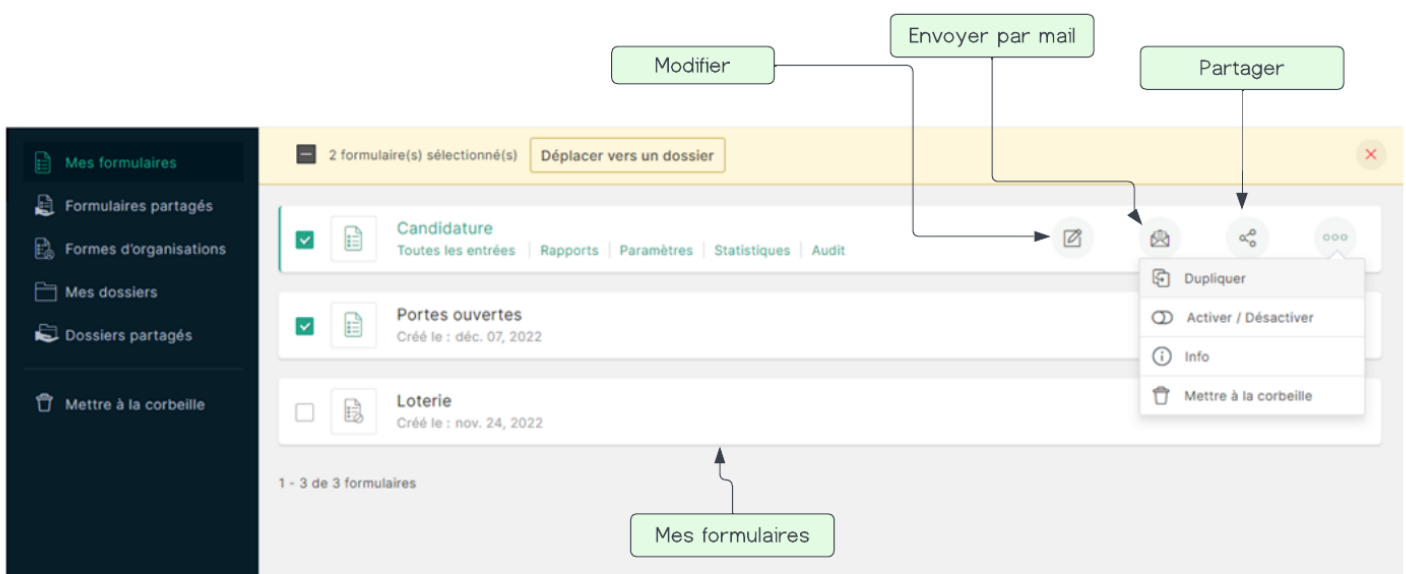 Envoyer par mail
Modifier
Partager
Mes formulaires
Formulaires partagés
Formes d'organisations
Mes dossiers
Dossiers partagés
Mettre à la corbeille
2 formulaire(s) sélectionné(s) Déplacer vers un dossier
Candidature
Toutes les entrées Rapports Paramètres Statistiques Audit
Portes ouvertes
Créé le : déc. 07, 2022
Loterie
Créé le : nov. 24, 2022
Dupliquer
Activer / Désactiver
Info
Mettre à la corbeille
1 - 3 de 3 formulaires
Mes formulaires